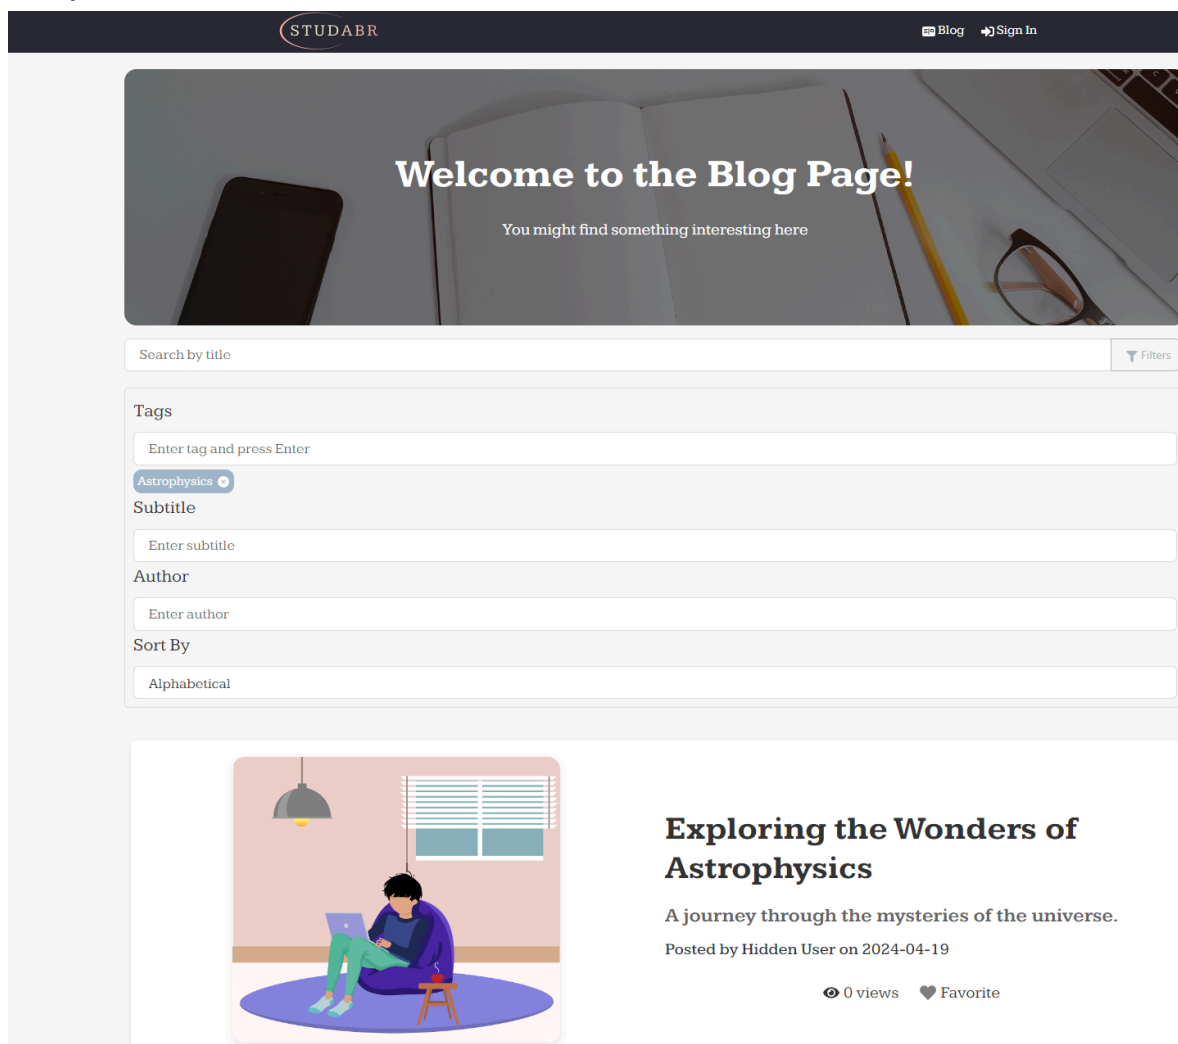 STUDABR
Blog Sign In
Welcome to the Blog Page!
You might find something interesting here
Search by title
Filters
Tags
Enter tag and press Enter
Astrophysics
Subtitle
Enter subtitle
Author
Enter author
Sort By
Alphabetical
Exploring the Wonders of
Astrophysics
A journey through the mysteries of the universe.
Posted by Hidden User on 2024-04-19
0 views Favorite